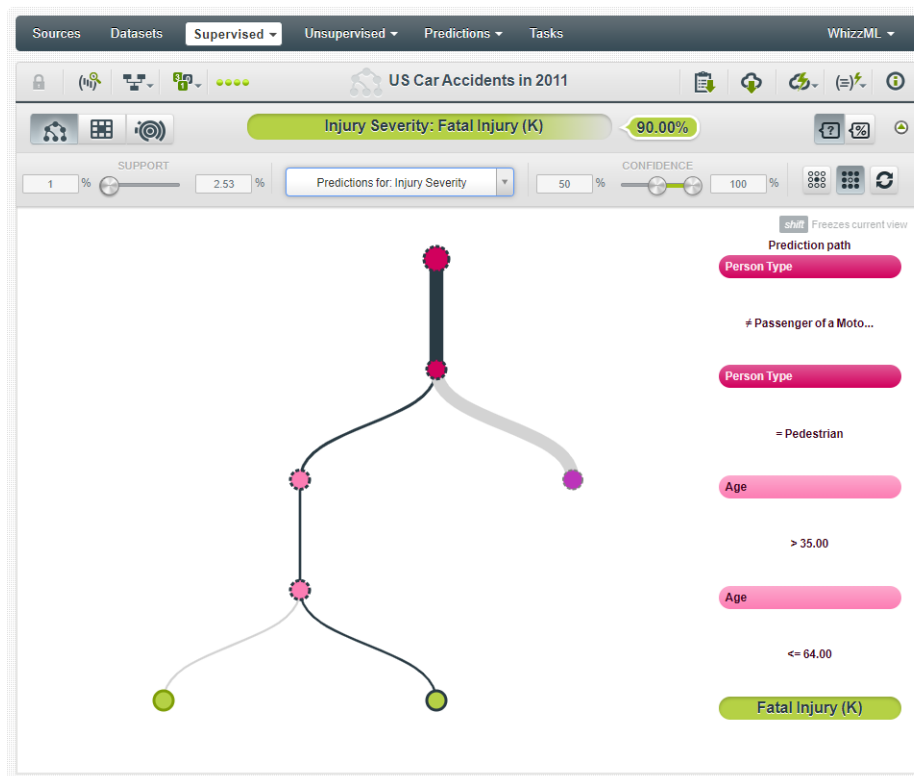 Sources Datasets Supervised Unsupervised Predictions Tasks WhizzML
US Car Accidents in 2011
Injury Severity: Fatal Injury (K) 90.00%
SUPPORT CONFIDENCE
1 % 2.53 % Predictions for: Injury Severity 50 % 100 %
shift Freezes current view
Prediction path
Person Type
≠ Passenger of a Moto...
Person Type
= Pedestrian
Age
> 35.00
Age
<= 64.00
Fatal Injury (K)